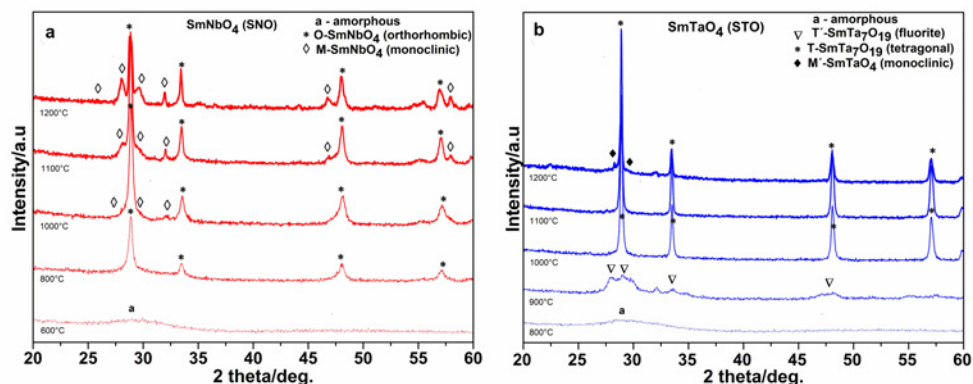 a
SmNbO4 (SNO)
a - amorphous
* O-SmNbO4 (orthorhombic)
◊ M-SmNbO4 (monoclinic)
1200°C
1100°C
1000°C
800°C
600°C
a
Intensity/a.u
20 25 30 35 40 45 50 55 60
2 theta/deg.
b
SmTaO4 (STO)
a - amorphous
∇ T´-SmTa7O19 (fluorite)
* T-SmTa7O19 (tetragonal)
♦ M´-SmTaO4 (monoclinic)
1200°C
1100°C
1000°C
900°C
800°C
a
Intensity/a.u
20 25 30 35 40 45 50 55 60
2 theta/deg.